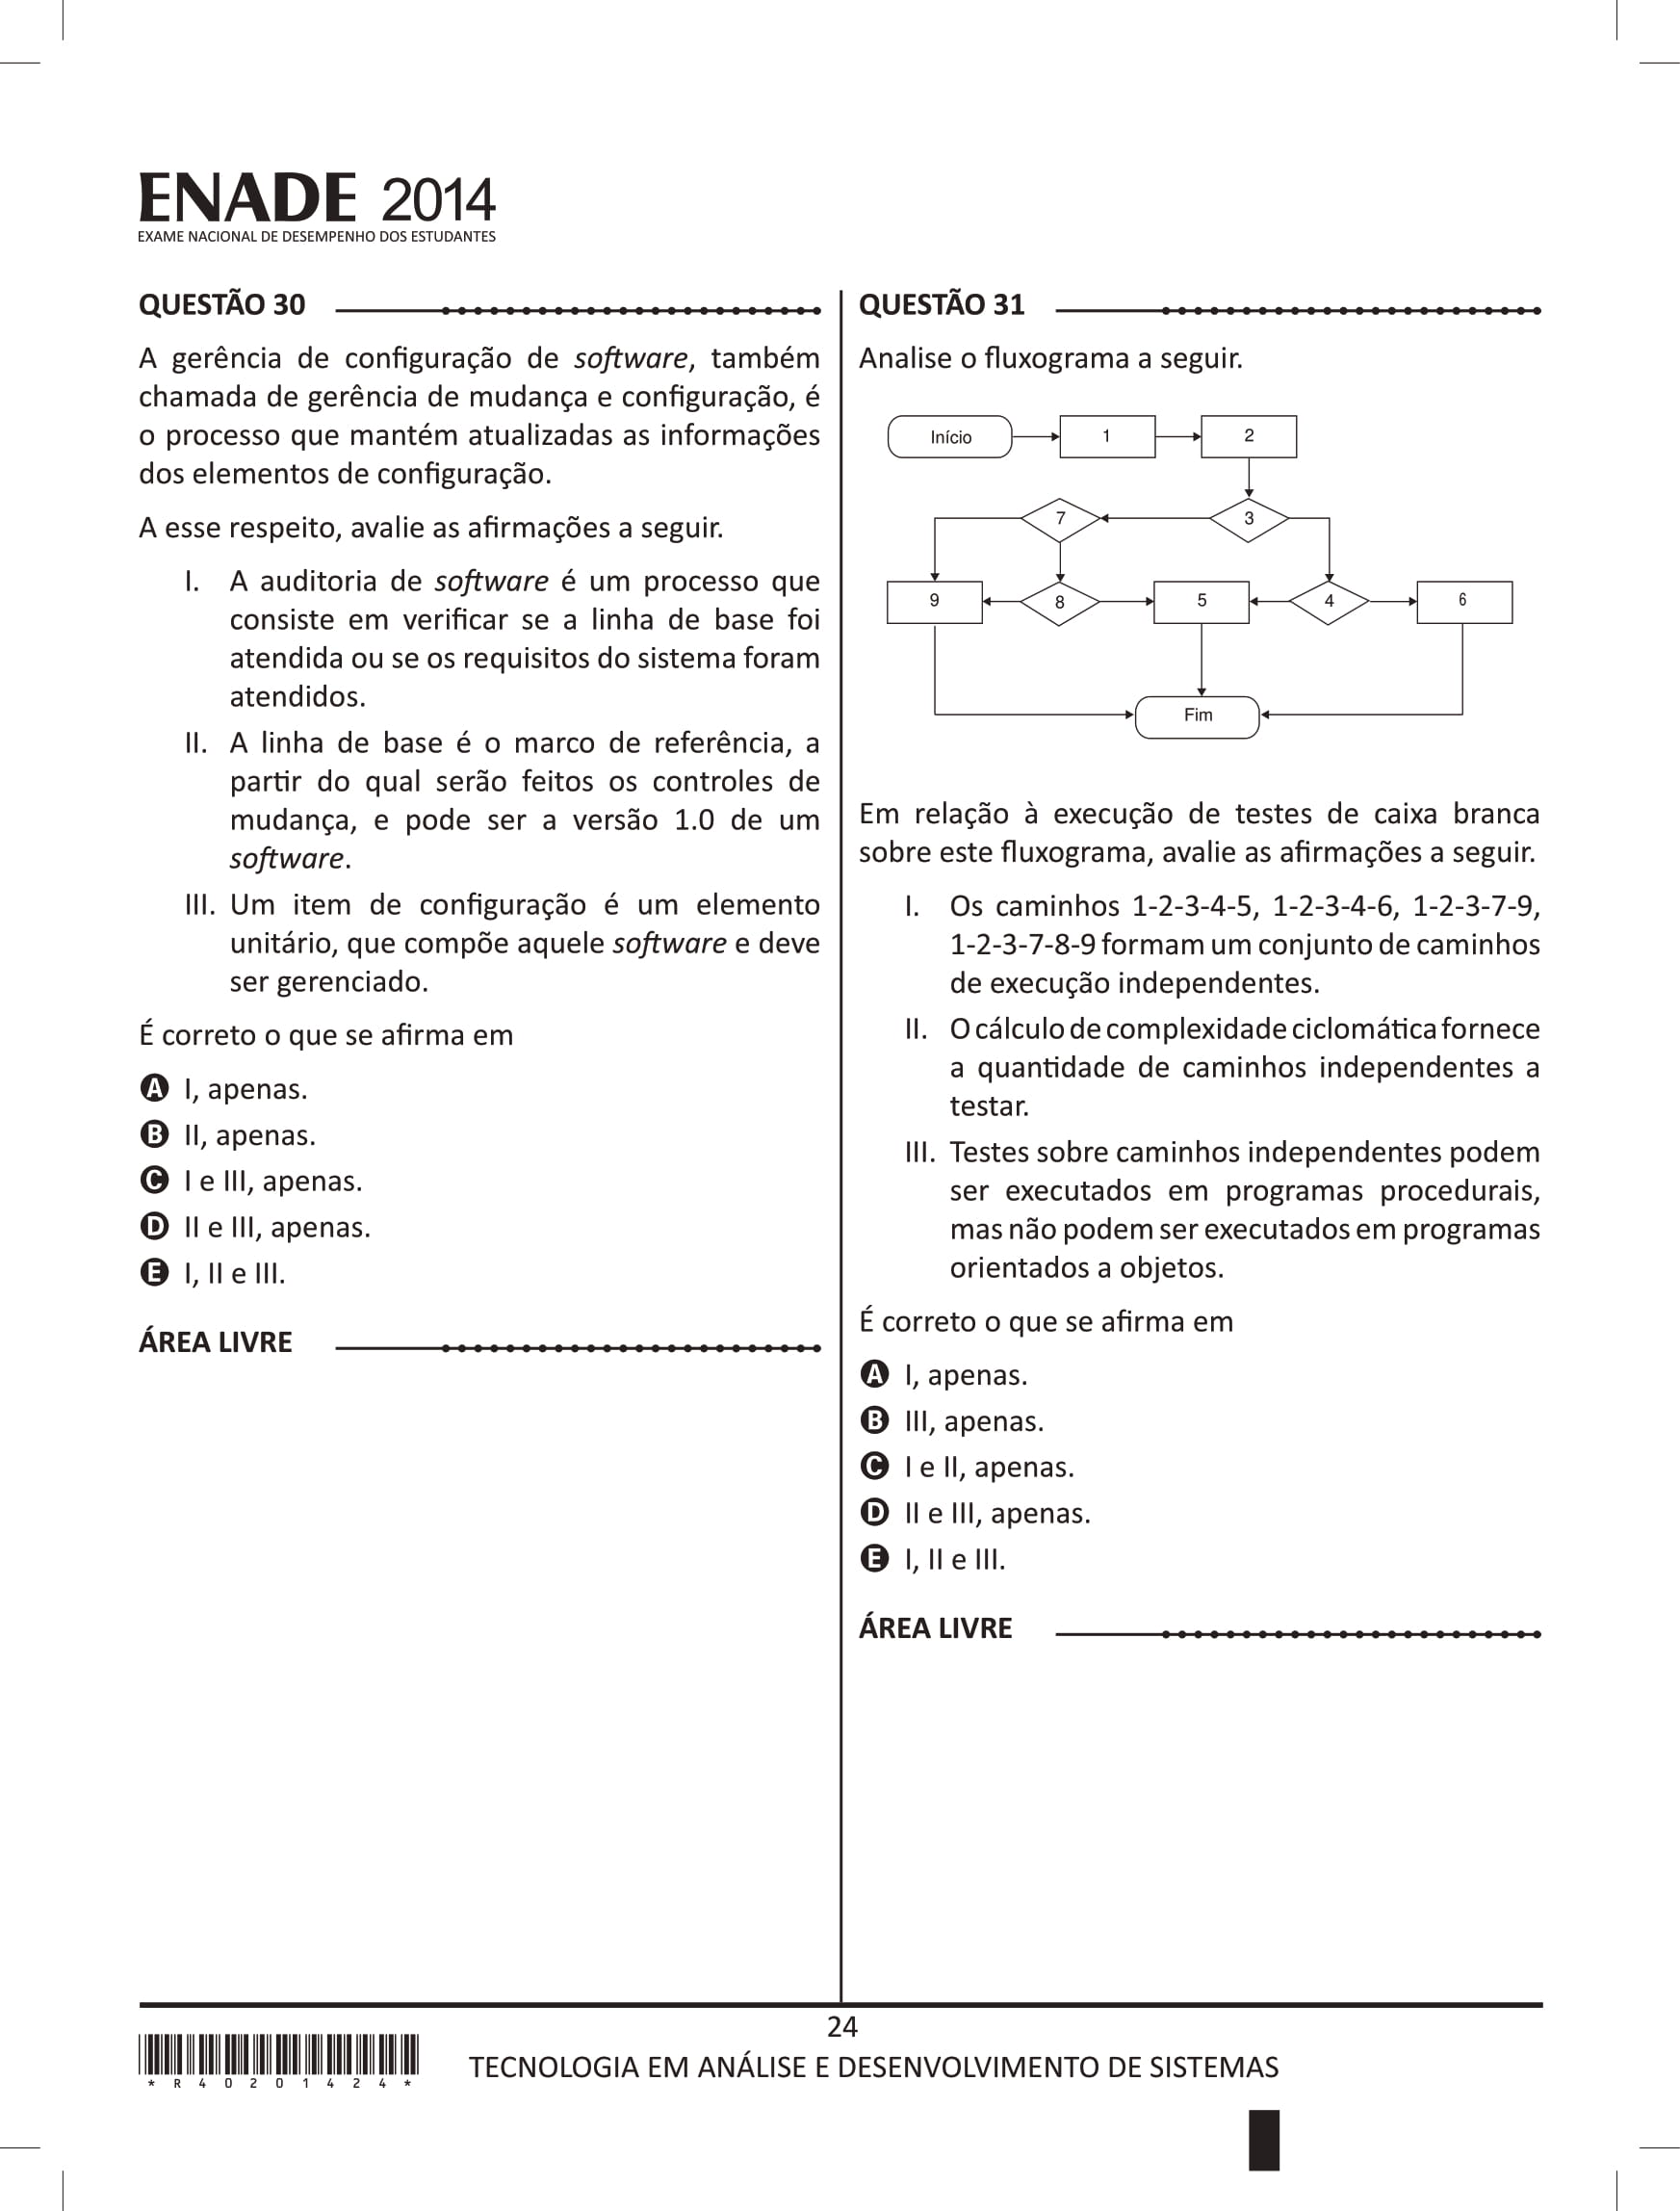 ENADE 2014
EXAME NACIONAL DE DESEMPENHO DOS ESTUDANTES
QUESTÃO 30
A gerência de configuração de software, também
chamada de gerência de mudança e configuração, é
o processo que mantém atualizadas as informações
dos elementos de configuração.
A esse respeito, avalie as afirmações a seguir.
I. A auditoria de software é um processo que
consiste em verificar se a linha de base foi
atendida ou se os requisitos do sistema foram
atendidos.
II. A linha de base é o marco de referência, a
partir do qual serão feitos os controles de
mudança, e pode ser a versão 1.0 de um
software.
III. Um item de configuração é um elemento
unitário, que compõe aquele software e deve
ser gerenciado.
É correto o que se afirma em
A I, apenas.
B II, apenas.
C I e III, apenas.
D II e III, apenas.
E I, II e III.
ÁREA LIVRE
QUESTÃO 31
Analise o fluxograma a seguir.
Início 1 2
7 3
9 8 5 4 6
Fim
Em relação à execução de testes de caixa branca
sobre este fluxograma, avalie as afirmações a seguir.
I. Os caminhos 1-2-3-4-5, 1-2-3-4-6, 1-2-3-7-9,
1-2-3-7-8-9 formam um conjunto de caminhos
de execução independentes.
II. O cálculo de complexidade ciclomática fornece
a quantidade de caminhos independentes a
testar.
III. Testes sobre caminhos independentes podem
ser executados em programas procedurais,
mas não podem ser executados em programas
orientados a objetos.
É correto o que se afirma em
A I, apenas.
B III, apenas.
C I e II, apenas.
D II e III, apenas.
E I, II e III.
ÁREA LIVRE
24
TECNOLOGIA EM ANÁLISE E DESENVOLVIMENTO DE SISTEMAS
* R 4 0 2 0 1 4 2 4 *